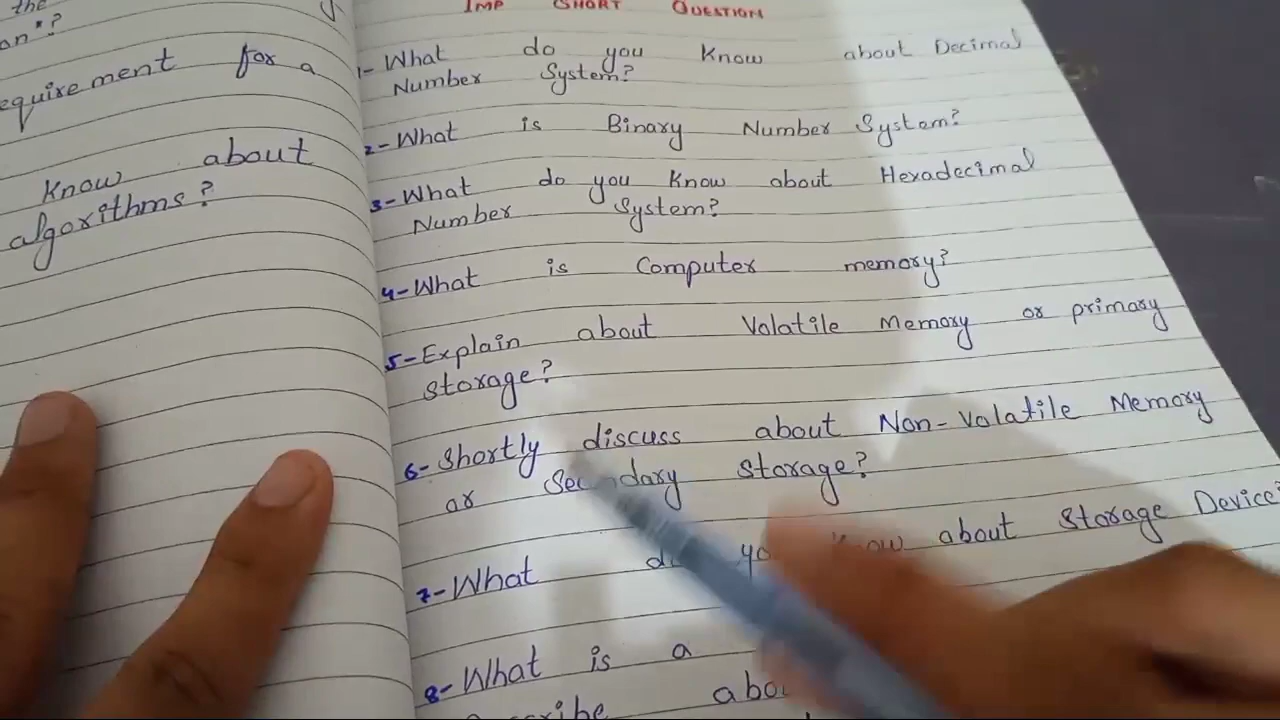 the
an"?
equirement for a
Know about
algorithms?
IMP SHORT QUESTION
1- What do you Know about Decimal
Number System?
2- What is Binary Number System?
3- What do you Know about Hexadecimal
Number System?
4- What is Computer memory?
5- Explain about Volatile Memory or primary
storage?
6- Shortly discuss about Non-Volatile Memory
or storage?
7- What about Storage Device?
8- What is a